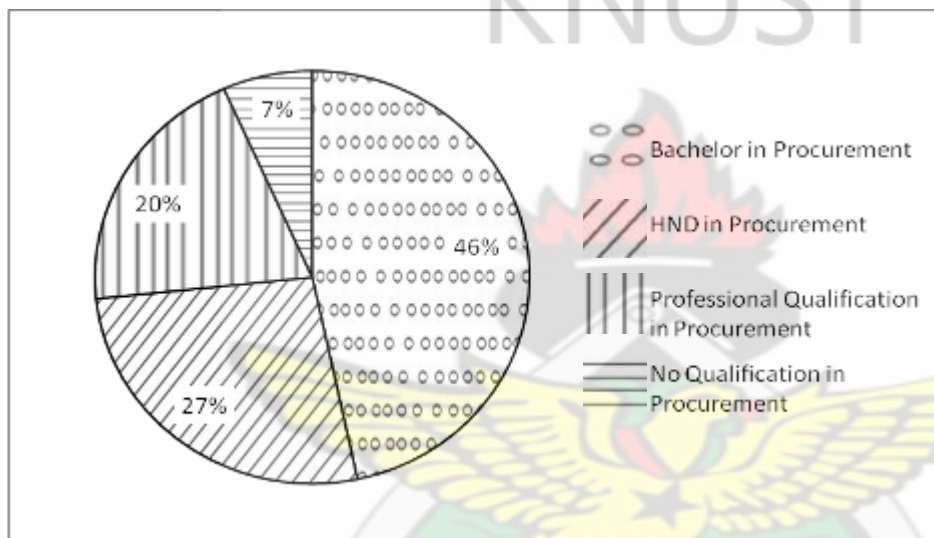 KNUST
7%
20%
46%
27%
Bachelor in Procurement
HND in Procurement
Professional Qualification
in Procurement
No Qualification in
Procurement